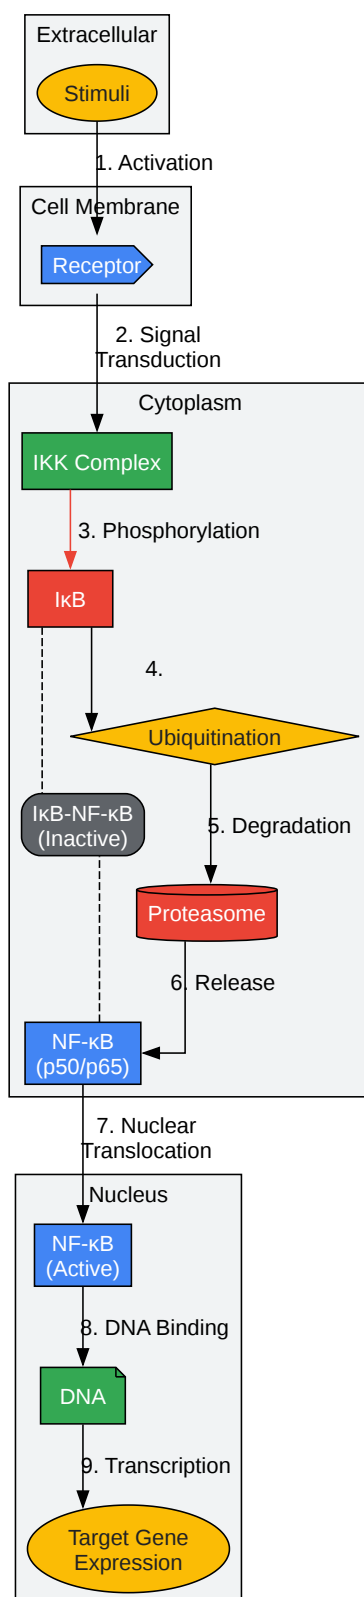 Extracellular
Stimuli
1. Activation
Cell Membrane
Receptor
2. Signal
Transduction
Cytoplasm
IKK Complex
3. Phosphorylation
IκB
4.
Ubiquitination
IκB-NF-κB
(Inactive)
5. Degradation
Proteasome
6. Release
NF-κB
(p50/p65)
7. Nuclear
Translocation
Nucleus
NF-κB
(Active)
8. DNA Binding
DNA
9. Transcription
Target Gene
Expression